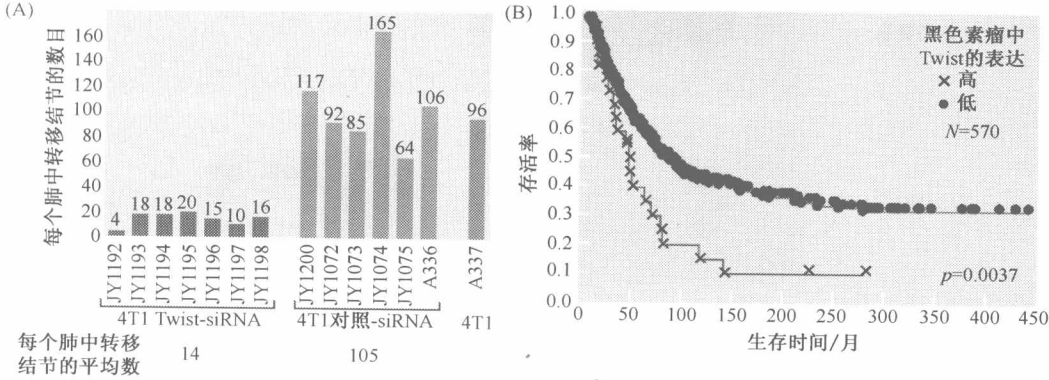 (A)
每个肺中转移结节的数目
160
140
120
100
80
60
40
20
0
4
18
18
20
15
10
16
117
92
85
165
64
106
96
JY1192
JY1193
JY1194
JY1195
JY1196
JY1197
JY1198
JY1200
JY1072
JY1073
JY1074
JY1075
A336
A337
4T1 Twist-siRNA
4T1对照-siRNA
4T1
每个肺中转移
结节的平均数
14
105
(B)
存活率
1.0
0.9
0.8
0.7
0.6
0.5
0.4
0.3
0.2
0.1
0.0
黑色素瘤中
Twist的表达
× 高
● 低
N=570
p=0.0037
0 50 100 150 200 250 300 350 400 450
生存时间/月